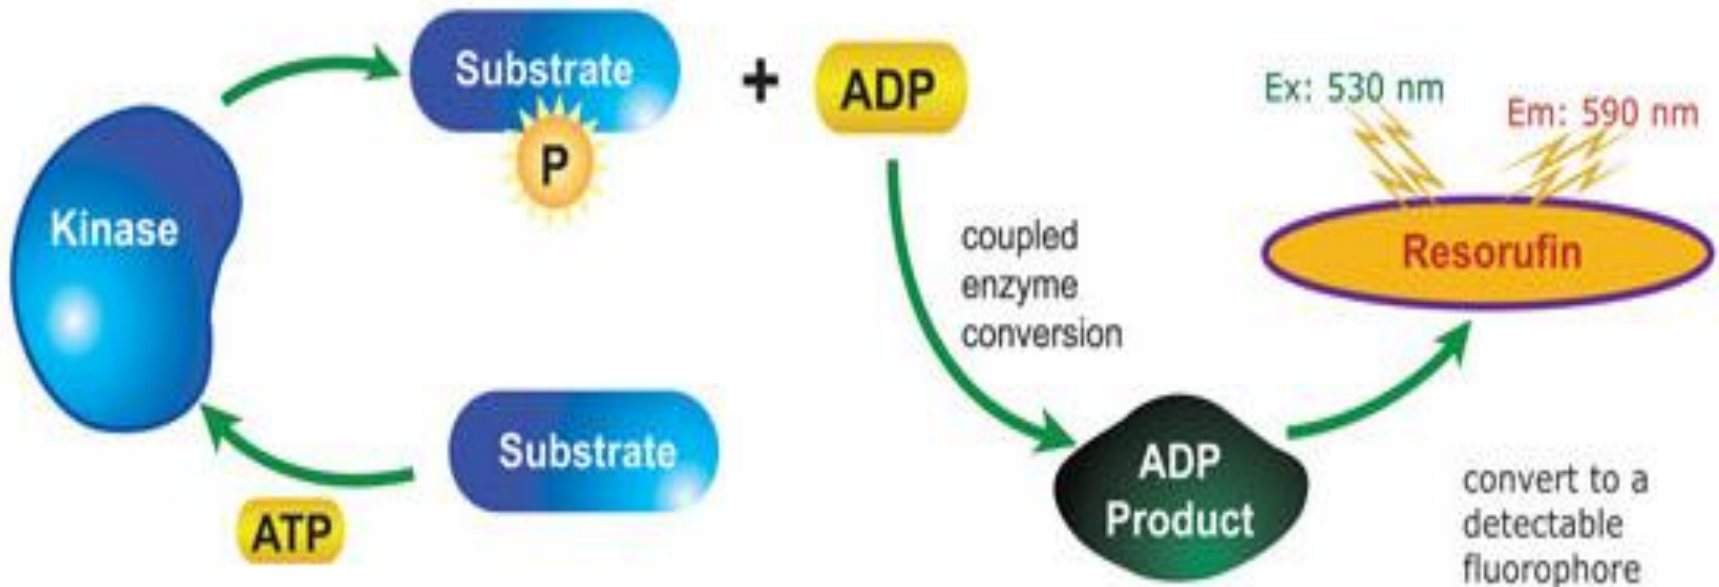 Substrate
P
+
ADP
Kinase
Substrate
ATP
coupled
enzyme
conversion
ADP
Product
Ex: 530 nm
Em: 590 nm
Resorufin
convert to a
detectable
fluorophore